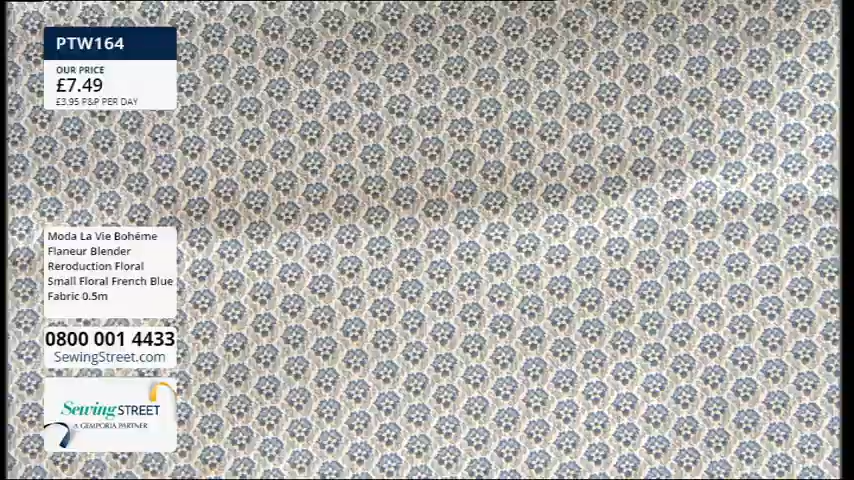 PTW164
OUR PRICE
£7.49
£3.95 P&P PER DAY
Moda La Vie Bohéme
Flaneur Blender
Reroduction Floral
Small Floral French Blue
Fabric 0.5m
0800 001 4433
SewingStreet.com
Sewing STREET
A GEMPORIA PARTNER